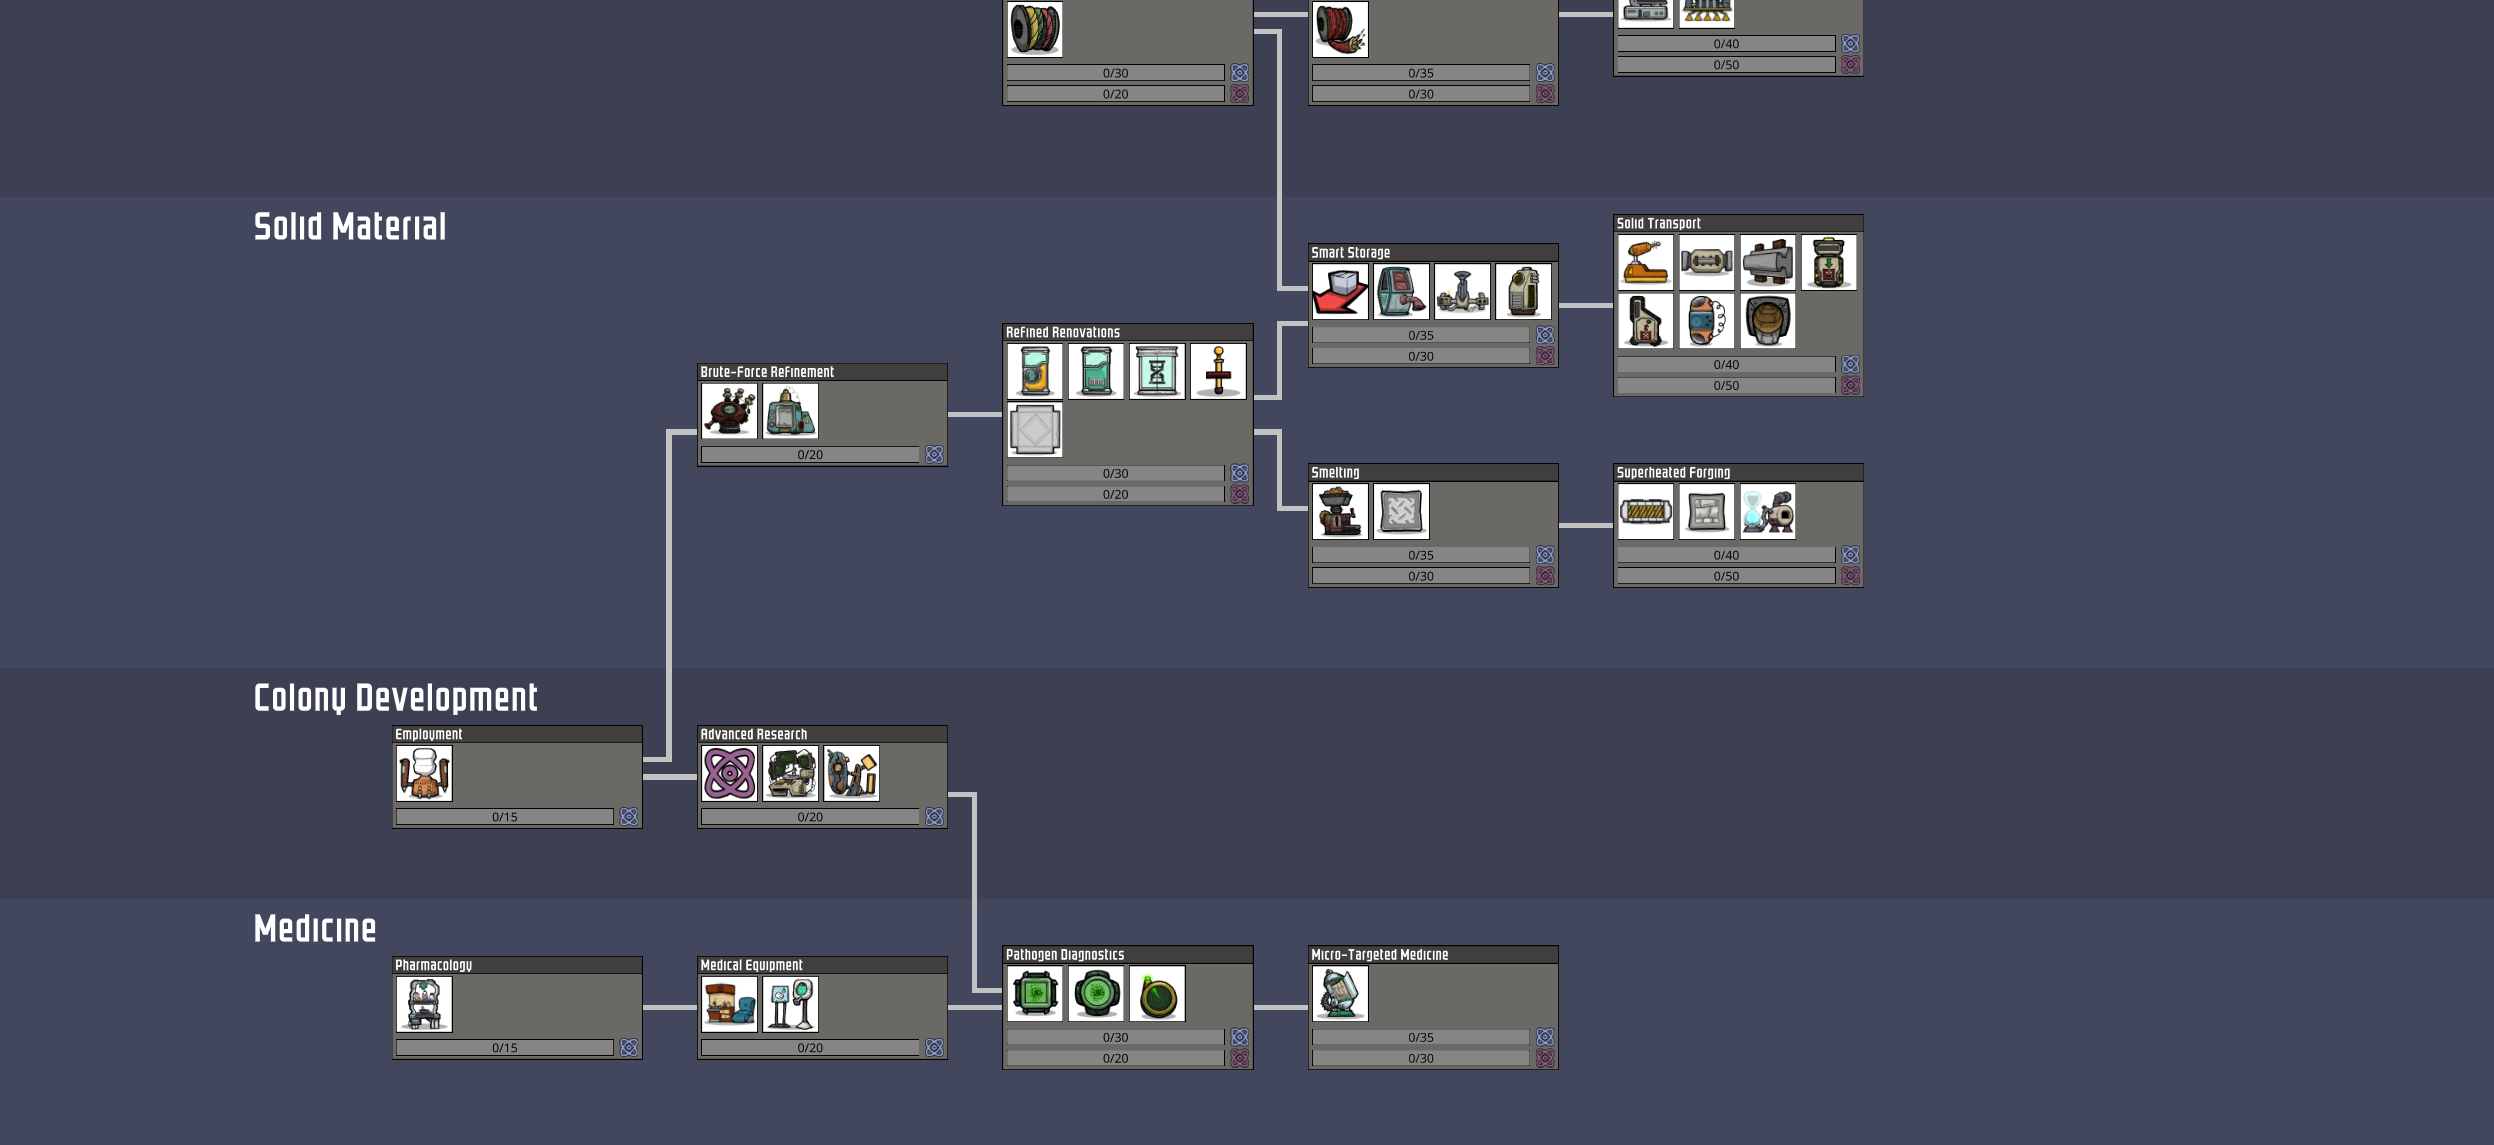 0/30
0/20
0/35
0/30
0/40
0/50
Solid Material
Solid Transport
0/40
0/50
Smart Storage
0/35
0/30
Refined Renovations
0/30
0/20
Brute-Force Refinement
0/20
Smelting
0/35
0/30
Superheated Forging
0/40
0/50
Colony Development
Employment
0/15
Advanced Research
0/20
Medicine
Pharmacology
0/15
Medical Equipment
0/20
Pathogen Diagnostics
0/30
0/20
Micro-Targeted Medicine
0/35
0/30